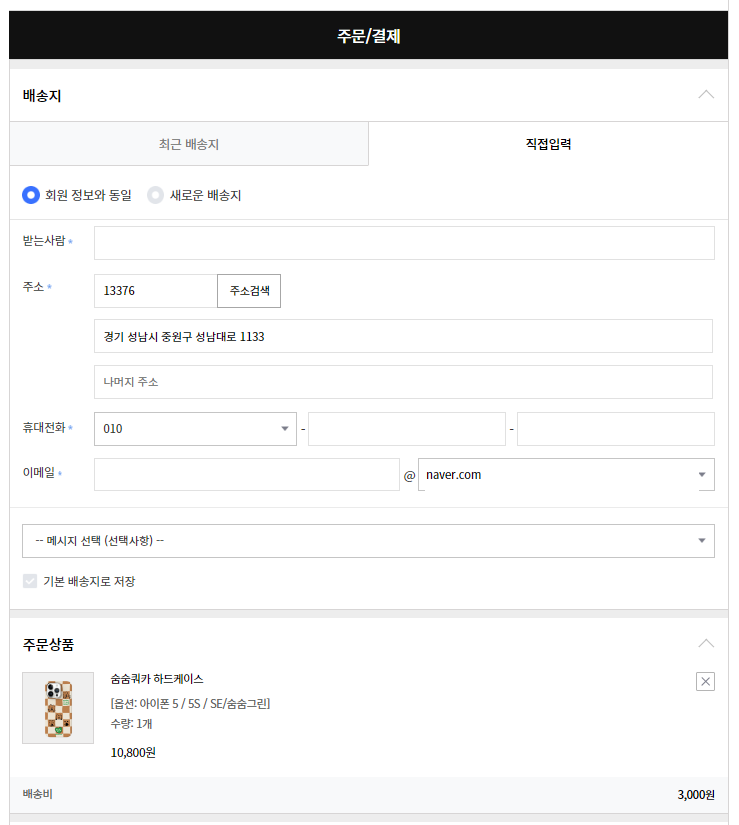 주문/결제
배송지
최근 배송지
직접입력
회원 정보와 동일
새로운 배송지
받는사람 *
주소 *
13376
주소검색
경기 성남시 중원구 성남대로 1133
나머지 주소
휴대전화 *
010
-
-
이메일 *
@
naver.com
-- 메시지 선택 (선택사항) --
기본 배송지로 저장
주문상품
숨숨쿼카 하드케이스
[옵션: 아이폰 5 / 5S / SE/숨숨그린]
수량: 1개
10,800원
배송비
3,000원